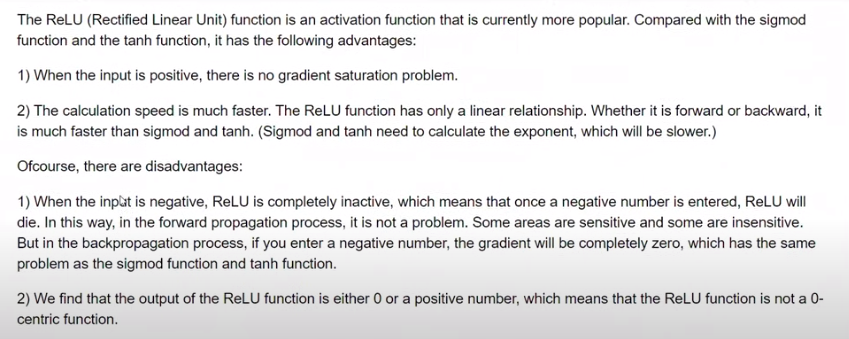 The ReLU (Rectified Linear Unit) function is an activation function that is currently more popular. Compared with the sigmod
function and the tanh function, it has the following advantages:
1) When the input is positive, there is no gradient saturation problem.
2) The calculation speed is much faster. The ReLU function has only a linear relationship. Whether it is forward or backward, it
is much faster than sigmod and tanh. (Sigmod and tanh need to calculate the exponent, which will be slower.)
Ofcourse, there are disadvantages:
1) When the input is negative, ReLU is completely inactive, which means that once a negative number is entered, ReLU will
die. In this way, in the forward propagation process, it is not a problem. Some areas are sensitive and some are insensitive.
But in the backpropagation process, if you enter a negative number, the gradient will be completely zero, which has the same
problem as the sigmod function and tanh function.
2) We find that the output of the ReLU function is either 0 or a positive number, which means that the ReLU function is not a 0-
centric function.